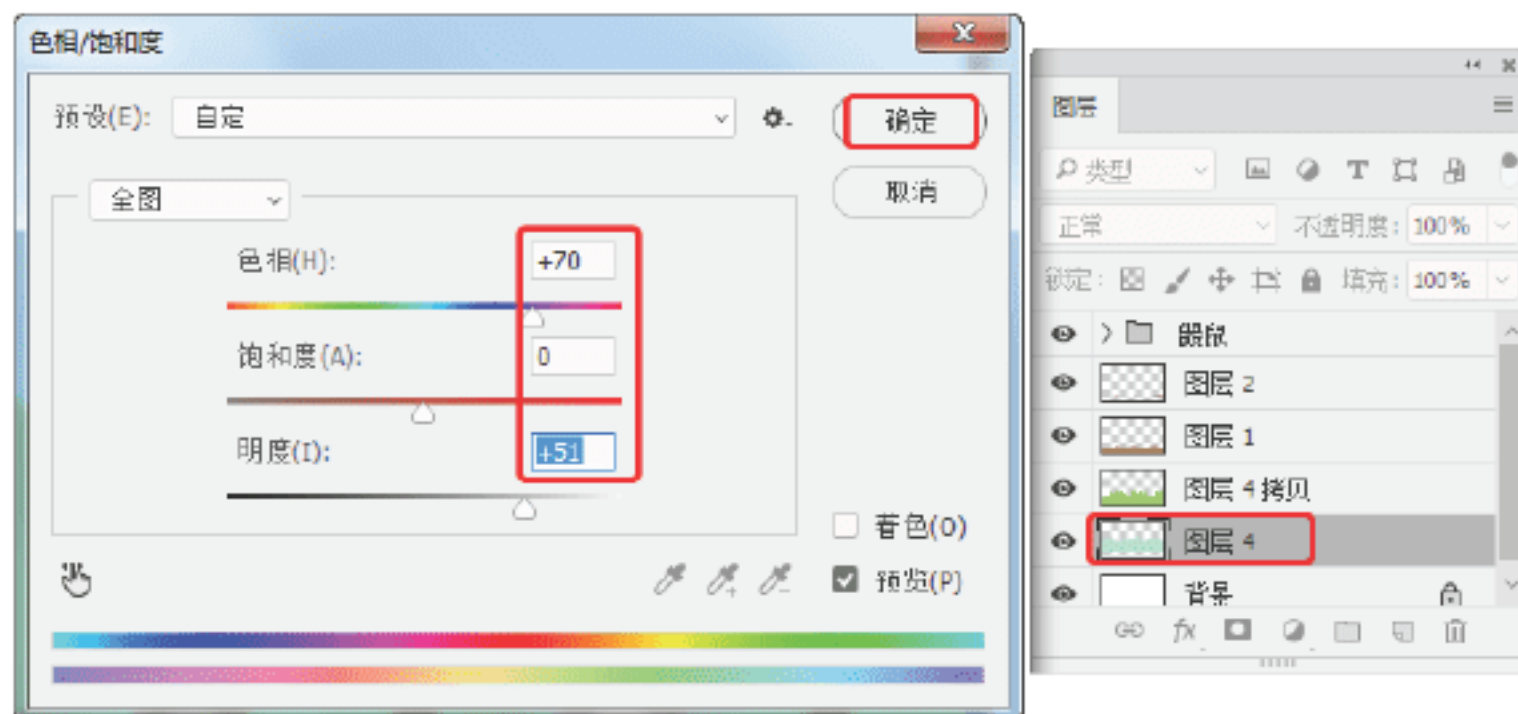 色相/饱和度
预设(E): 自定
确定
取消
全图
色相(H): +70
饱和度(A): 0
明度(I): +51
着色(O)
预览(P)
图层
类型
正常 不透明度: 100%
锁定: 填充: 100%
鼹鼠
图层 2
图层 1
图层 4 拷贝
图层 4
背景
fx